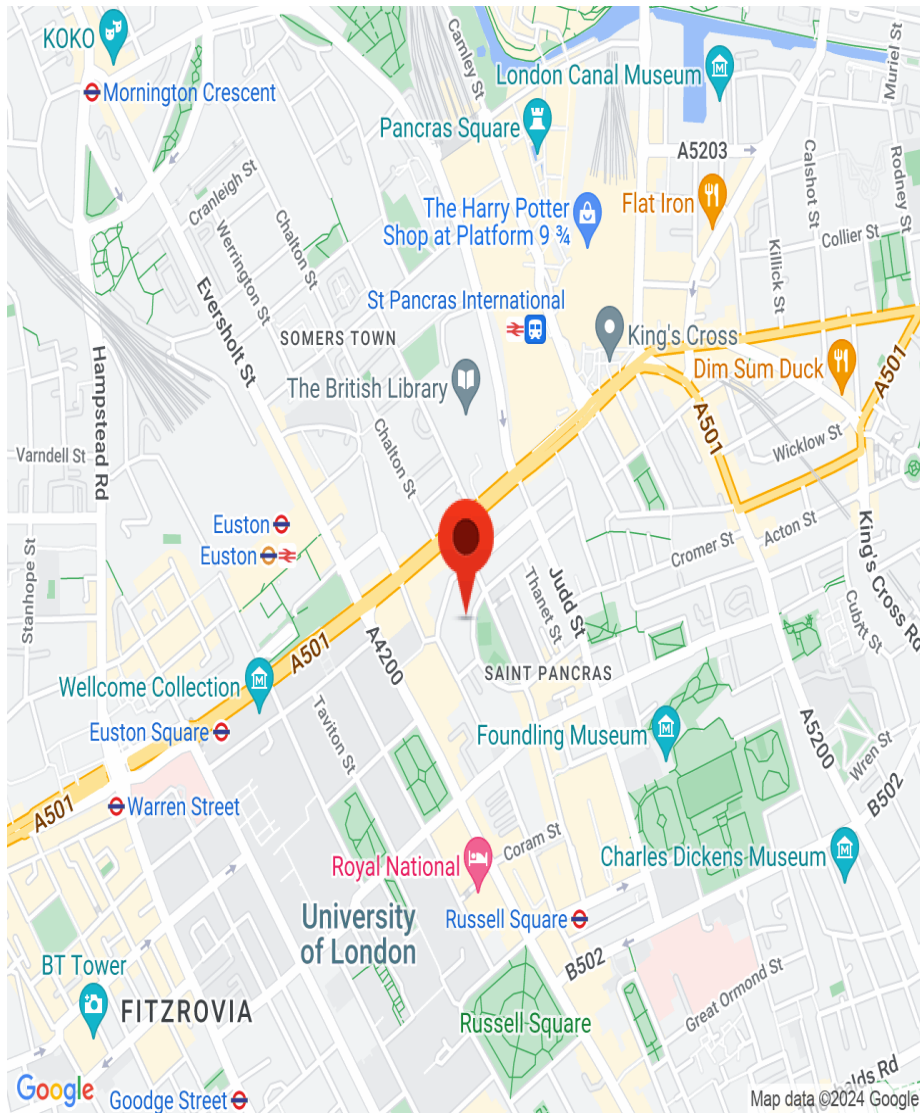 KOKO
Mornington Crescent
Camley St
London Canal Museum
Muriel St
Pancras Square
A5203
Calshot St
Rodney St
Cranleigh St
Werrington St
Chalton St
The Harry Potter
Shop at Platform 9 ¾
Flat Iron
Collier St
Killick St
Eversholt St
St Pancras International
SOMERS TOWN
King's Cross
Dim Sum Duck
A501
Hampstead Rd
The British Library
A501
Varndell St
Chalton St
Wicklow St
Euston
Euston
Stanhope St
Acton St
Cromer St
King's Cross Rd
Judd St
Thanet St
Cubitt St
A501
A4200
SAINT PANCRAS
Wellcome Collection
Taviton St
Euston Square
Foundling Museum
A5200
Wren St
A501
Warren Street
B502
Coram St
Royal National
Charles Dickens Museum
University
of London
Russell Square
B502
BT Tower
FITZROVIA
Great Ormond St
Russell Square
Google
Goodge Street
Map data ©2024 Google